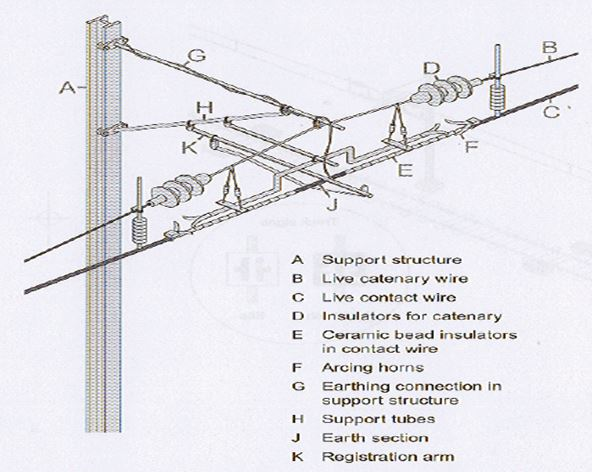 G
B
A
D
H
C
K
F
E
J
A Support structure
B Live catenary wire
C Live contact wire
D Insulators for catenary
E Ceramic bead insulators
in contact wire
F Arcing horns
G Earthing connection in
support structure
H Support tubes
J Earth section
K Registration arm